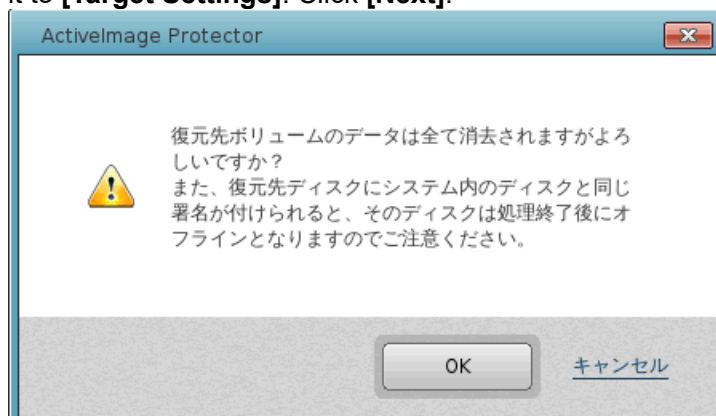 it to [Target Settings]. Click [Next].
ActiveImage Protector
復元先ボリュームのデータは全て消去されますがよろ
しいですか？
また、復元先ディスクにシステム内のディスクと同じ
署名が付けられると、そのディスクは処理終了後にオ
フラインとなりますのでご注意ください。
OK キャンセル